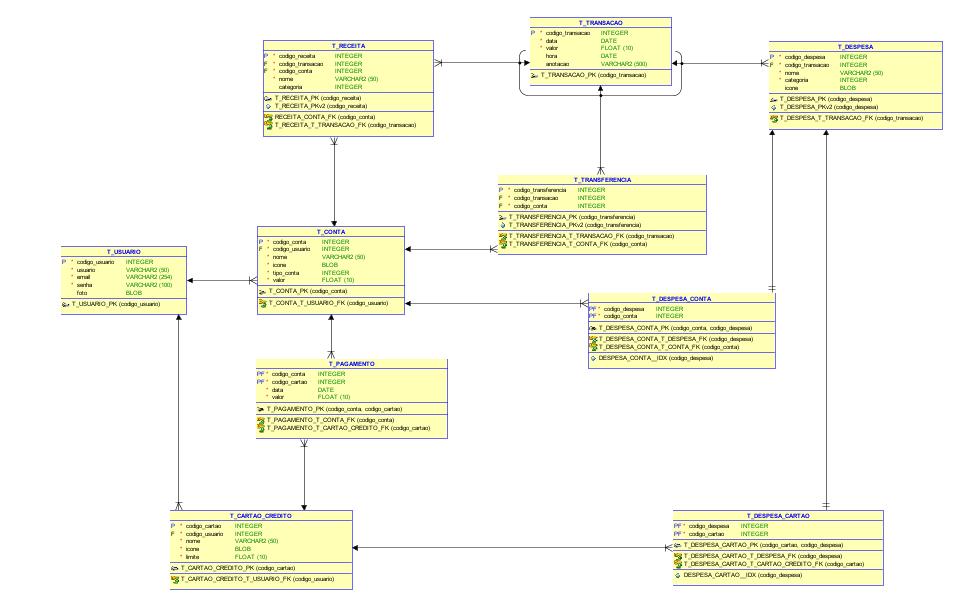 T_TRANSACAO
P * codigo_transacao INTEGER
* data DATE
* valor FLOAT (10)
hora DATE
anotacao VARCHAR2 (500)
T_TRANSACAO_PK (codigo_transacao)
T_RECEITA
P * codigo_receita INTEGER
F * codigo_transacao INTEGER
F * codigo_conta INTEGER
* nome VARCHAR2 (50)
categoria INTEGER
T_RECEITA_PK (codigo_receita)
T_RECEITA_PKv2 (codigo_receita)
RECEITA_CONTA_FK (codigo_conta)
T_RECEITA_T_TRANSACAO_FK (codigo_transacao)
T_DESPESA
P * codigo_despesa INTEGER
F * codigo_transacao INTEGER
* nome VARCHAR2 (50)
* categoria INTEGER
icone BLOB
T_DESPESA_PK (codigo_despesa)
T_DESPESA_PKv2 (codigo_despesa)
T_DESPESA_T_TRANSACAO_FK (codigo_transacao)
T_TRANSFERENCIA
P * codigo_transferencia INTEGER
F * codigo_transacao INTEGER
F * codigo_conta INTEGER
T_TRANSFERENCIA_PK (codigo_transferencia)
T_TRANSFERENCIA_PKv2 (codigo_transferencia)
T_TRANSFERENCIA_T_TRANSACAO_FK (codigo_transacao)
T_TRANSFERENCIA_T_CONTA_FK (codigo_conta)
T_CONTA
P * codigo_conta INTEGER
F * codigo_usuario INTEGER
* nome VARCHAR2 (50)
* icone BLOB
* tipo_conta INTEGER
* valor FLOAT (10)
T_CONTA_PK (codigo_conta)
T_CONTA_T_USUARIO_FK (codigo_usuario)
T_USUARIO
P * codigo_usuario INTEGER
* usuario VARCHAR2 (50)
* email VARCHAR2 (254)
* senha VARCHAR2 (100)
foto BLOB
T_USUARIO_PK (codigo_usuario)
T_DESPESA_CONTA
PF * codigo_despesa INTEGER
PF * codigo_conta INTEGER
T_DESPESA_CONTA_PK (codigo_conta, codigo_despesa)
T_DESPESA_CONTA_T_DESPESA_FK (codigo_despesa)
T_DESPESA_CONTA_T_CONTA_FK (codigo_conta)
DESPESA_CONTA__IDX (codigo_despesa)
T_PAGAMENTO
PF * codigo_conta INTEGER
PF * codigo_cartao INTEGER
* data DATE
* valor FLOAT (10)
T_PAGAMENTO_PK (codigo_conta, codigo_cartao)
T_PAGAMENTO_T_CONTA_FK (codigo_conta)
T_PAGAMENTO_T_CARTAO_CREDITO_FK (codigo_cartao)
T_CARTAO_CREDITO
P * codigo_cartao INTEGER
F * codigo_usuario INTEGER
* nome VARCHAR2 (50)
* icone BLOB
* limite FLOAT (10)
T_CARTAO_CREDITO_PK (codigo_cartao)
T_CARTAO_CREDITO_T_USUARIO_FK (codigo_usuario)
T_DESPESA_CARTAO
PF * codigo_despesa INTEGER
PF * codigo_cartao INTEGER
T_DESPESA_CARTAO_PK (codigo_cartao, codigo_despesa)
T_DESPESA_CARTAO_T_DESPESA_FK (codigo_despesa)
T_DESPESA_CARTAO_T_CARTAO_CREDITO_FK (codigo_cartao)
DESPESA_CARTAO__IDX (codigo_despesa)